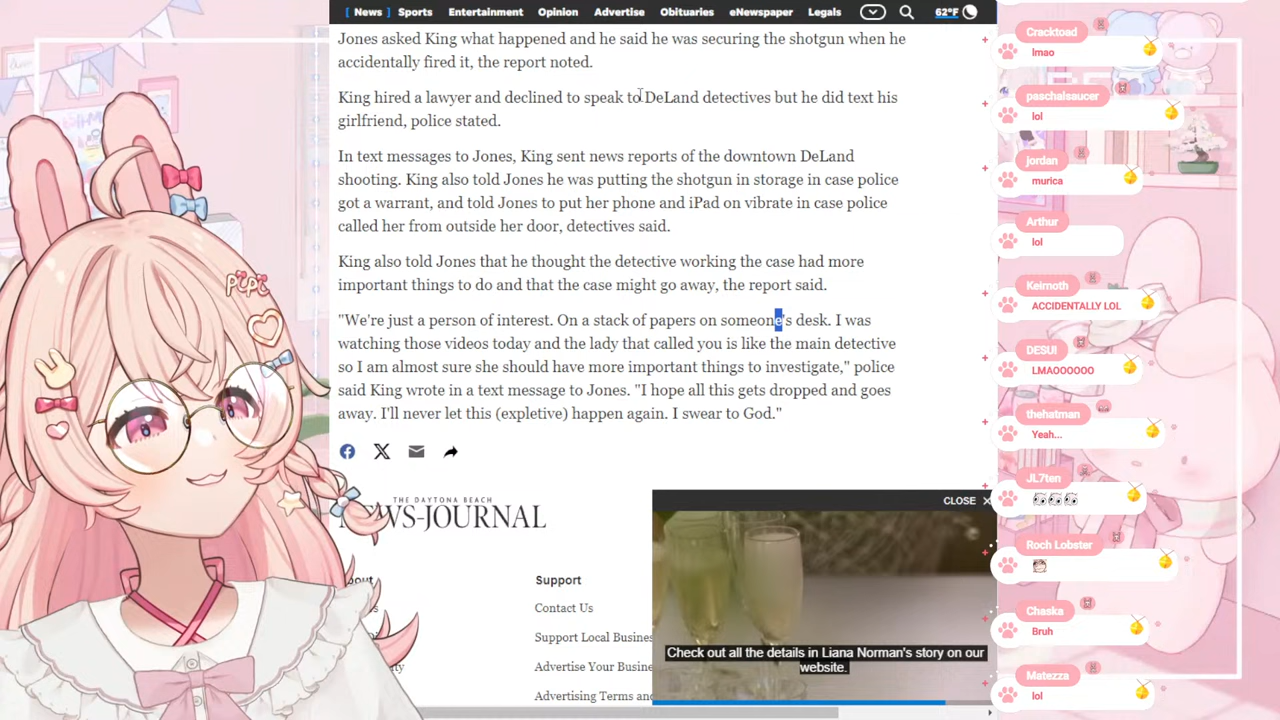 [ News ] Sports Entertainment Opinion Advertise Obituaries eNewspaper Legals 62°F
Jones asked King what happened and he said he was securing the shotgun when he
accidentally fired it, the report noted.
King hired a lawyer and declined to speak to DeLand detectives but he did text his
girlfriend, police stated.
In text messages to Jones, King sent news reports of the downtown DeLand
shooting. King also told Jones he was putting the shotgun in storage in case police
got a warrant, and told Jones to put her phone and iPad on vibrate in case police
called her from outside her door, detectives said.
King also told Jones that he thought the detective working the case had more
important things to do and that the case might go away, the report said.
"We're just a person of interest. On a stack of papers on someone's desk. I was
watching those videos today and the lady that called you is like the main detective
so I am almost sure she should have more important things to investigate," police
said King wrote in a text message to Jones. "I hope all this gets dropped and goes
away. I'll never let this (expletive) happen again. I swear to God."
THE DAYTONA BEACH
NEWS-JOURNAL
Support
Contact Us
Support Local Busines
Advertise Your Busine
Advertising Terms and
CLOSE ×
Check out all the details in Liana Norman's story on our
website.
pipi
Cracktoad
lmao
paschalsaucer
lol
jordan
murica
Arthur
lol
Keimoth
ACCIDENTALLY LOL
DESUI
LMAOOOOOO
thehatman
Yeah...
JL7ten
Roch Lobster
Chaska
Bruh
Matezza
lol